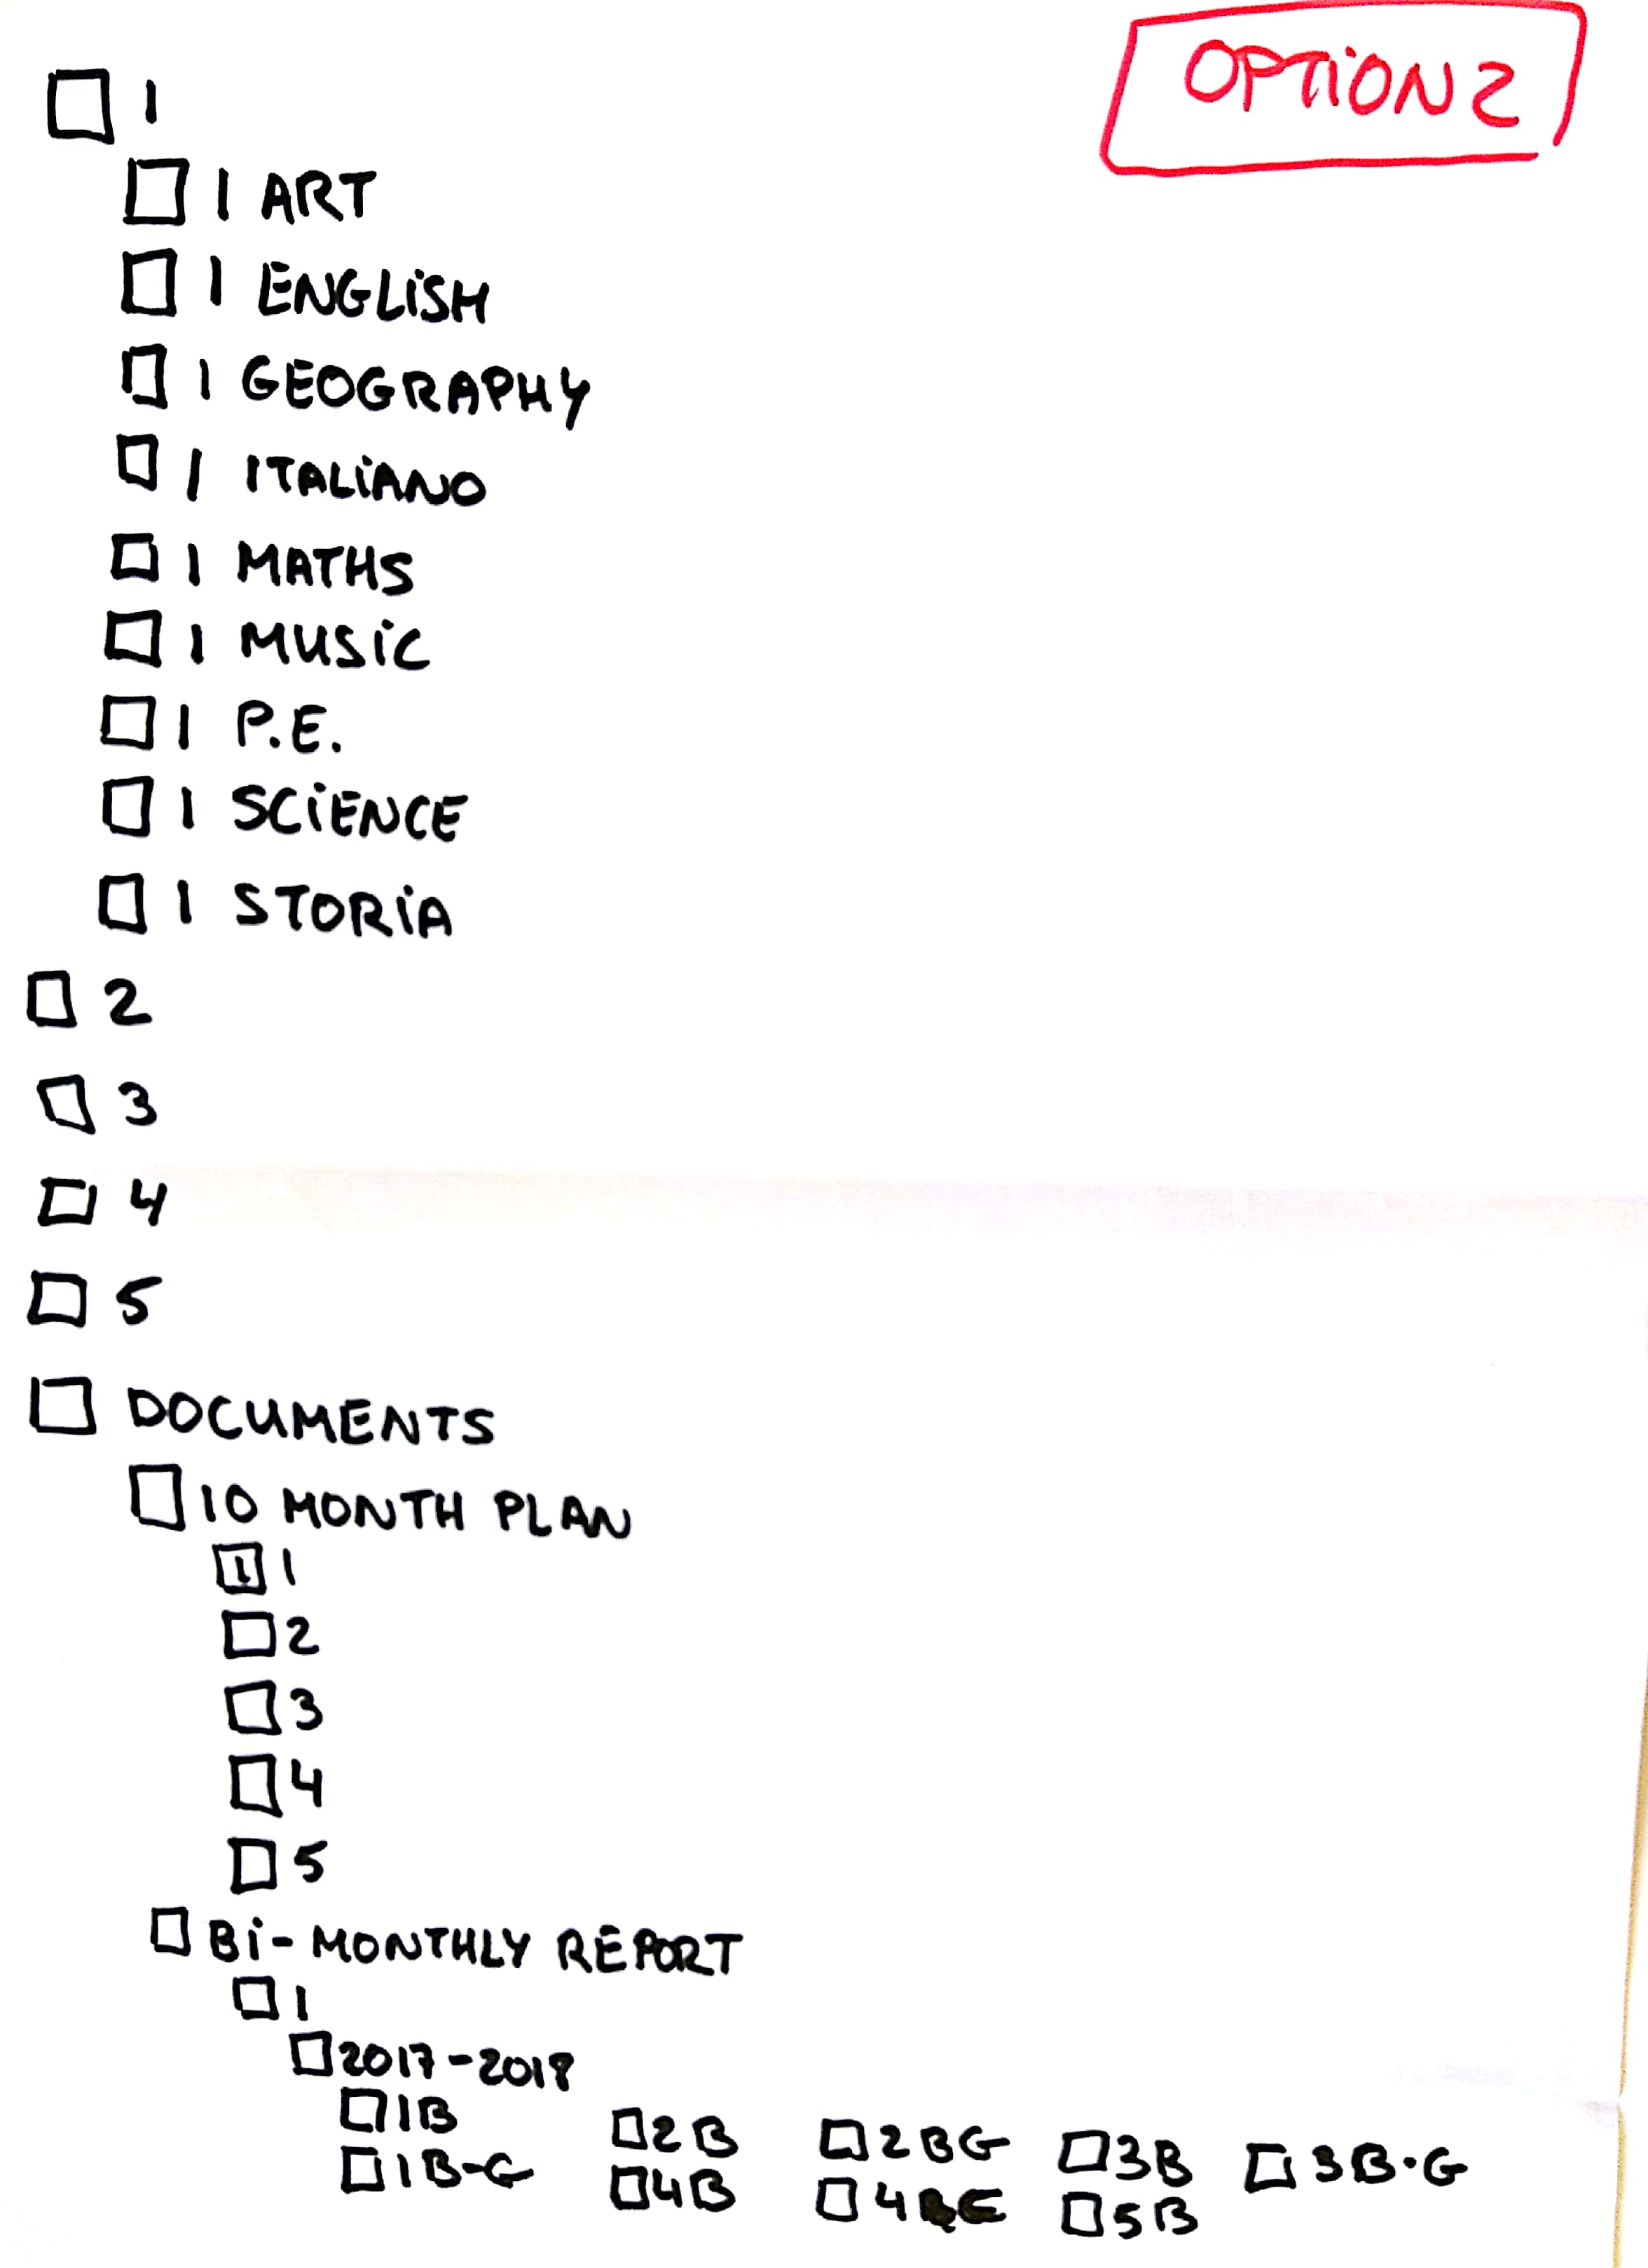 OPTiON 2
1
1 ART
1 ENGLiSH
1 GEOGRAPHY
1 ITALiANO
1 MATHS
1 MUSiC
1 P.E.
1 SCiENCE
1 STORiA
2
3
4
5
DOCUMENTS
10 MONTH PLAN
1
2
3
4
5
Bi-MONTHLY REPORT
1
2017-2018
1B
2B 2BG 3B 3B-G
1B-G
4B 5B